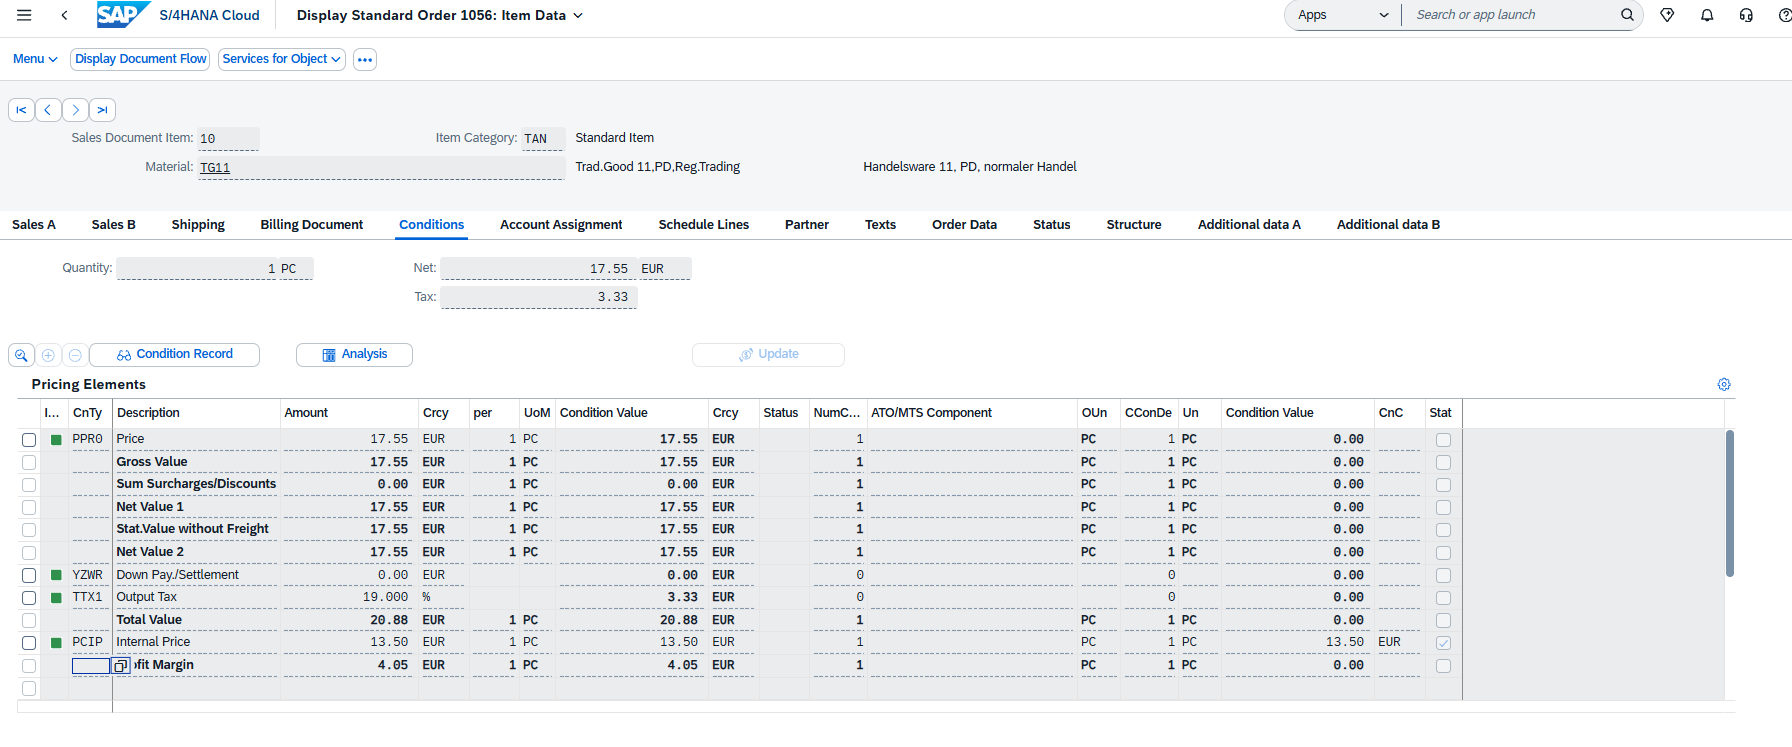 SAP S/4HANA Cloud Display Standard Order 1056: Item Data Apps Search or app launch
Menu Display Document Flow Services for Object
Sales Document Item: 10 Item Category: TAN Standard Item
Material: TG11 Trad.Good 11,PD,Reg.Trading Handelsware 11, PD, normaler Handel
Sales A Sales B Shipping Billing Document Conditions Account Assignment Schedule Lines Partner Texts Order Data Status Structure Additional data A Additional data B
Quantity: 1 PC Net: 17.55 EUR
Tax: 3.33
Condition Record Analysis Update
Pricing Elements
I... CnTy Description Amount Crcy per UoM Condition Value Crcy Status NumC... ATO/MTS Component OUn CConDe Un Condition Value CnC Stat
PPR0 Price 17.55 EUR 1 PC 17.55 EUR 1 PC 1 PC 0.00
Gross Value 17.55 EUR 1 PC 17.55 EUR 1 PC 1 PC 0.00
Sum Surcharges/Discounts 0.00 EUR 1 PC 0.00 EUR 1 PC 1 PC 0.00
Net Value 1 17.55 EUR 1 PC 17.55 EUR 1 PC 1 PC 0.00
Stat.Value without Freight 17.55 EUR 1 PC 17.55 EUR 1 PC 1 PC 0.00
Net Value 2 17.55 EUR 1 PC 17.55 EUR 1 PC 1 PC 0.00
YZWR Down Pay./Settlement 0.00 EUR 0.00 EUR 0 0 0.00
TTX1 Output Tax 19.000 % 3.33 EUR 0 0 0.00
Total Value 20.88 EUR 1 PC 20.88 EUR 1 PC 1 PC 0.00
PCIP Internal Price 13.50 EUR 1 PC 13.50 EUR 1 PC 1 PC 13.50 EUR
fit Margin 4.05 EUR 1 PC 4.05 EUR 1 PC 1 PC 0.00